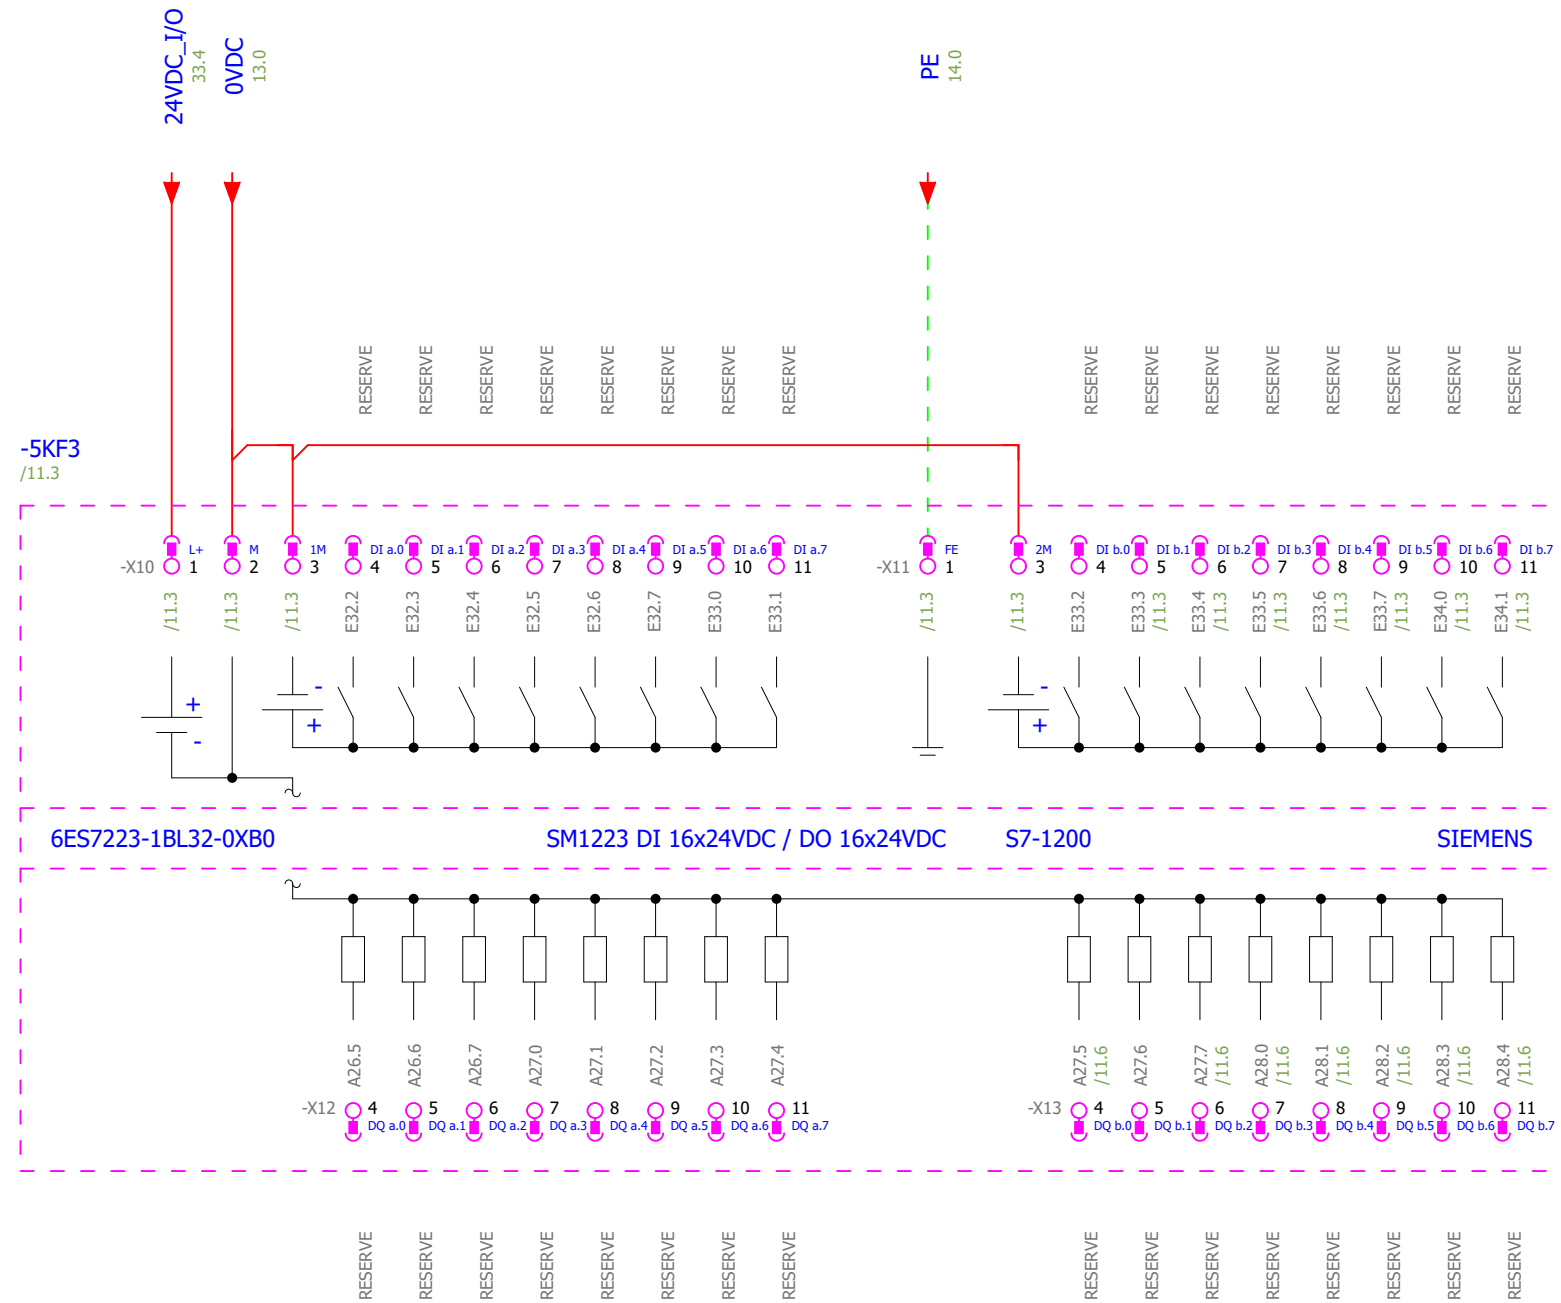 24VDC_I/O
33.4
0VDC
13.0
PE
14.0
RESERVE RESERVE RESERVE RESERVE RESERVE RESERVE RESERVE RESERVE RESERVE RESERVE RESERVE RESERVE RESERVE RESERVE RESERVE RESERVE
-5KF3
/11.3
L+ M 1M DI a.0 DI a.1 DI a.2 DI a.3 DI a.4 DI a.5 DI a.6 DI a.7 FE 2M DI b.0 DI b.1 DI b.2 DI b.3 DI b.4 DI b.5 DI b.6 DI b.7
-X10 1 2 3 4 5 6 7 8 9 10 11 -X11 1 3 4 5 6 7 8 9 10 11
/11.3 /11.3 /11.3 E32.2 E32.3 E32.4 E32.5 E32.6 E32.7 E33.0 E33.1 /11.3 /11.3 E33.2 E33.3 /11.3 E33.4 /11.3 E33.5 /11.3 E33.6 /11.3 E33.7 /11.3 E34.0 /11.3 E34.1 /11.3
- -
+ + +
-
6ES7223-1BL32-0XB0 SM1223 DI 16x24VDC / DO 16x24VDC S7-1200 SIEMENS
A26.5 A26.6 A26.7 A27.0 A27.1 A27.2 A27.3 A27.4 A27.5 /11.6 A27.6 A27.7 /11.6 A28.0 /11.6 A28.1 /11.6 A28.2 /11.6 A28.3 /11.6 A28.4 /11.6
-X12 4 5 6 7 8 9 10 11 -X13 4 5 6 7 8 9 10 11
DQ a.0 DQ a.1 DQ a.2 DQ a.3 DQ a.4 DQ a.5 DQ a.6 DQ a.7 DQ b.0 DQ b.1 DQ b.2 DQ b.3 DQ b.4 DQ b.5 DQ b.6 DQ b.7
RESERVE RESERVE RESERVE RESERVE RESERVE RESERVE RESERVE RESERVE RESERVE RESERVE RESERVE RESERVE RESERVE RESERVE RESERVE RESERVE